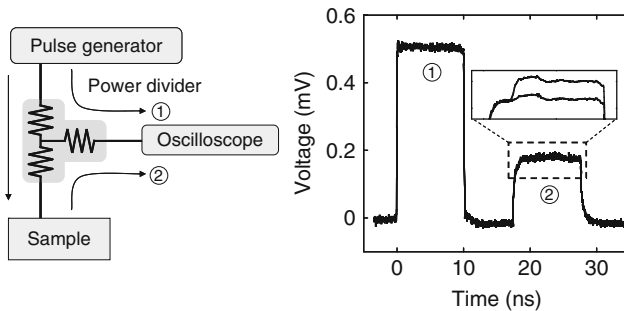 Pulse generator
Power divider
①
Oscilloscope
②
Sample
Voltage (mV)
0.6
0.4
0.2
0
①
②
0
10
20
30
Time (ns)